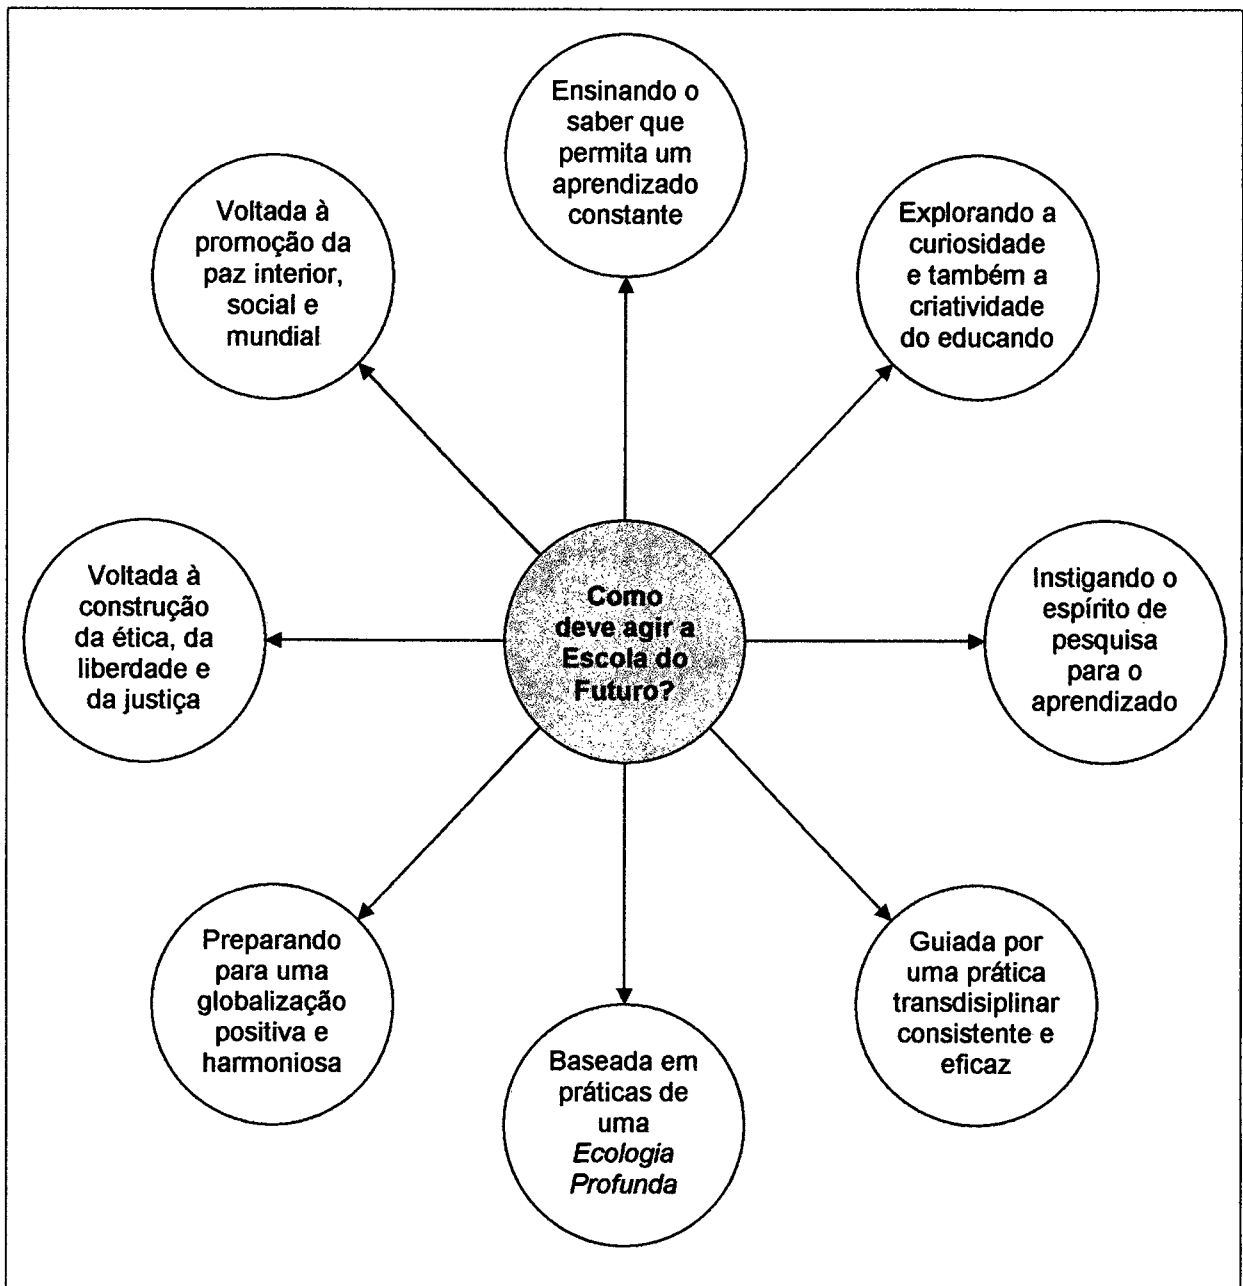 Ensinando o
saber que
permita um
aprendizado
constante
Explorando a
curiosidade
e também a
criatividade
do educando
Instigando o
espírito de
pesquisa
para o
aprendizado
Guiada por
uma prática
transdisiplinar
consistente e
eficaz
Baseada em
práticas de
uma
Ecologia
Profunda
Preparando
para uma
globalização
positiva e
harmoniosa
Voltada à
construção
da ética, da
liberdade e
da justiça
Voltada à
promoção da
paz interior,
social e
mundial
Como
deve agir a
Escola do
Futuro?